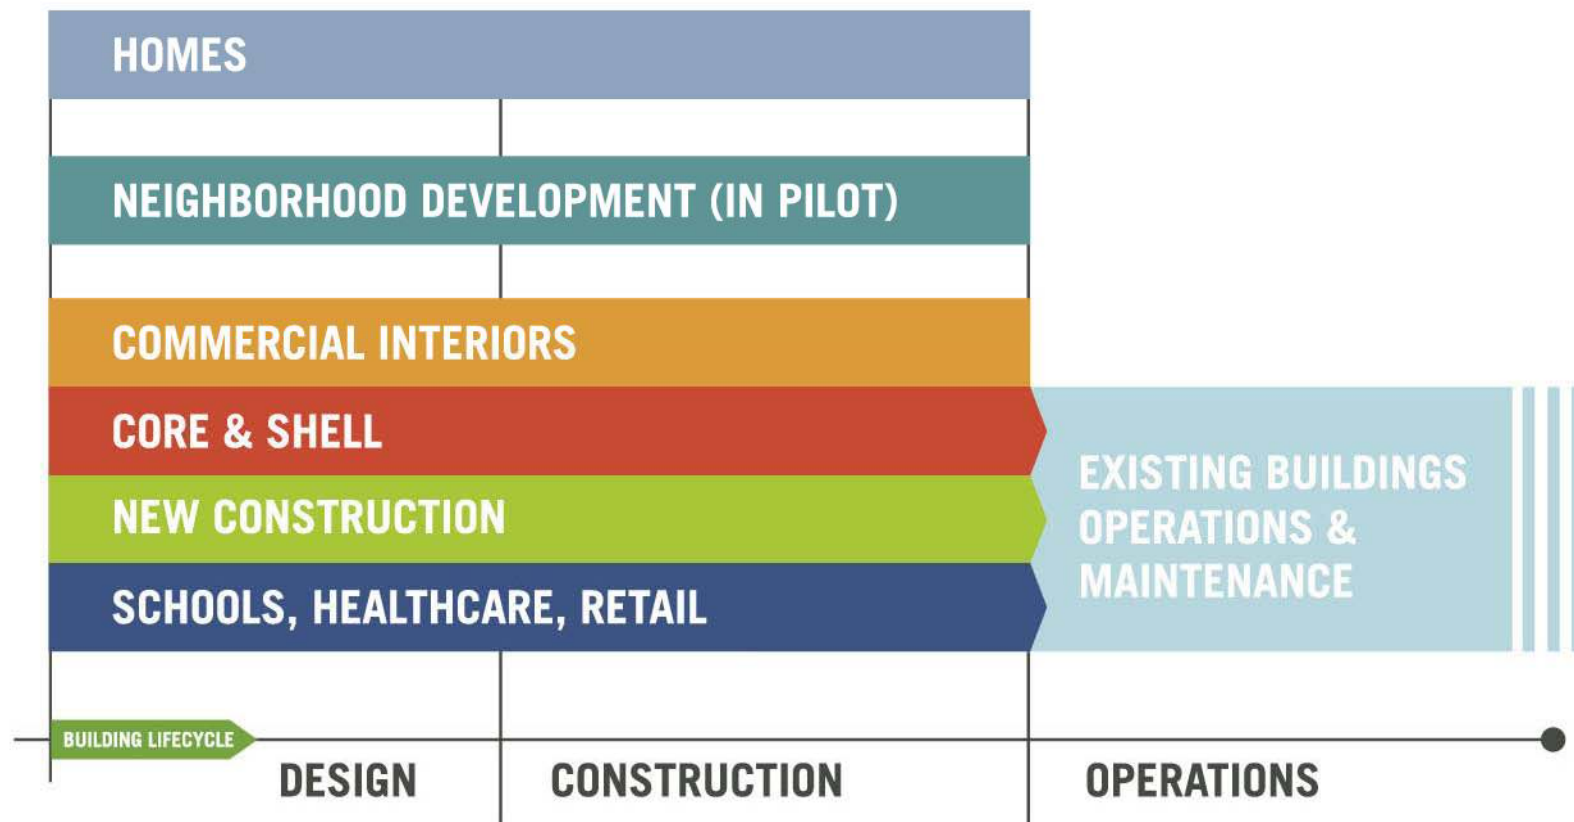 HOMES
NEIGHBORHOOD DEVELOPMENT (IN PILOT)
COMMERCIAL INTERIORS
CORE & SHELL
NEW CONSTRUCTION
SCHOOLS, HEALTHCARE, RETAIL
EXISTING BUILDINGS
OPERATIONS &
MAINTENANCE
BUILDING LIFECYCLE
DESIGN
CONSTRUCTION
OPERATIONS